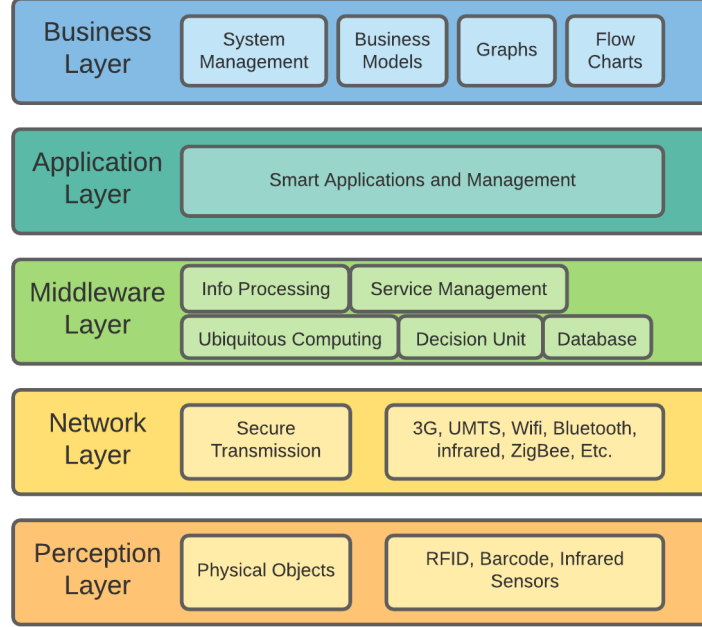 Business
Layer
System
Management
Business
Models
Graphs
Flow
Charts
Application
Layer
Smart Applications and Management
Middleware
Layer
Info Processing
Service Management
Ubiquitous Computing
Decision Unit
Database
Network
Layer
Secure
Transmission
3G, UMTS, Wifi, Bluetooth,
infrared, ZigBee, Etc.
Perception
Layer
Physical Objects
RFID, Barcode, Infrared
Sensors